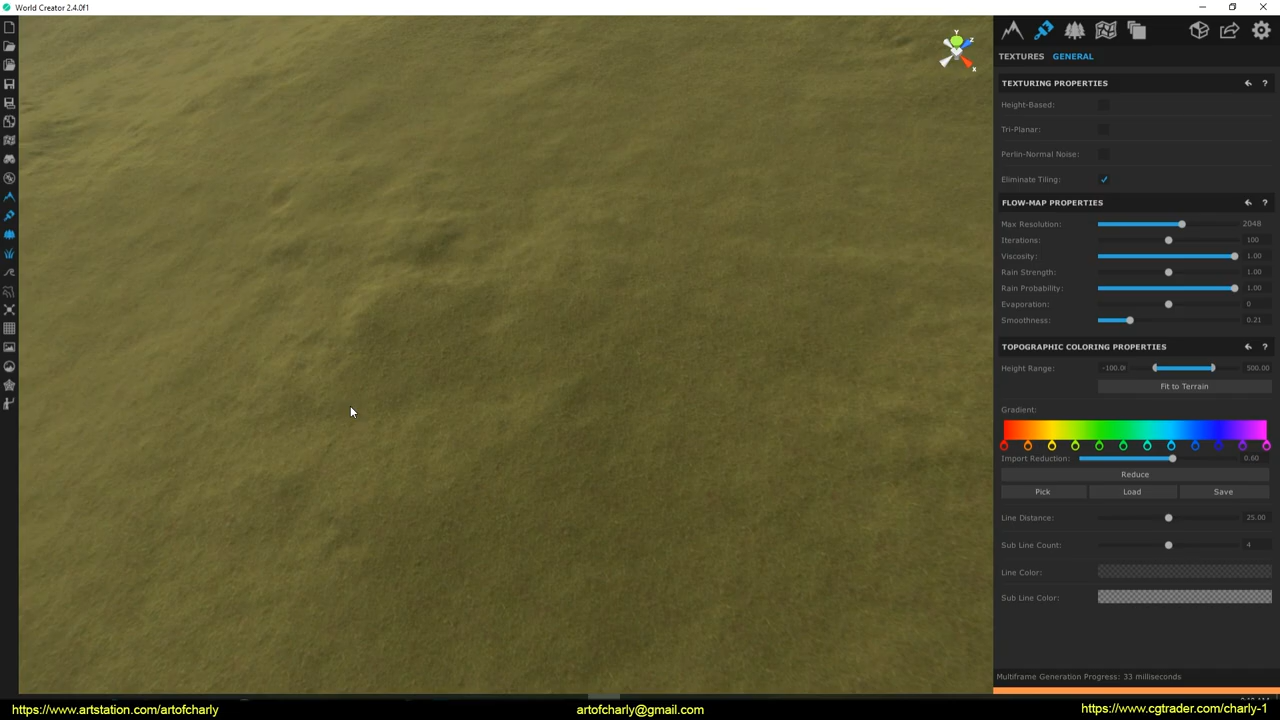 World Creator 2.4.0f1
Y
Z
X
TEXTURES GENERAL
TEXTURING PROPERTIES ?
Height-Based:
Tri-Planar:
Perlin-Normal Noise:
Eliminate Tiling:
FLOW-MAP PROPERTIES ?
Max Resolution: 2048
Iterations: 100
Viscosity: 1.00
Rain Strength: 1.00
Rain Probability: 1.00
Evaporation: 0
Smoothness: 0.21
TOPOGRAPHIC COLORING PROPERTIES ?
Height Range: -100.0 500.00
Fit to Terrain
Gradient:
Import Reduction: 0.60
Reduce
Pick Load Save
Line Distance: 25.00
Sub Line Count: 4
Line Color:
Sub Line Color:
Multiframe Generation Progress: 33 milliseconds
https://www.artstation.com/artofcharly artofcharly@gmail.com https://www.cgtrader.com/charly-1